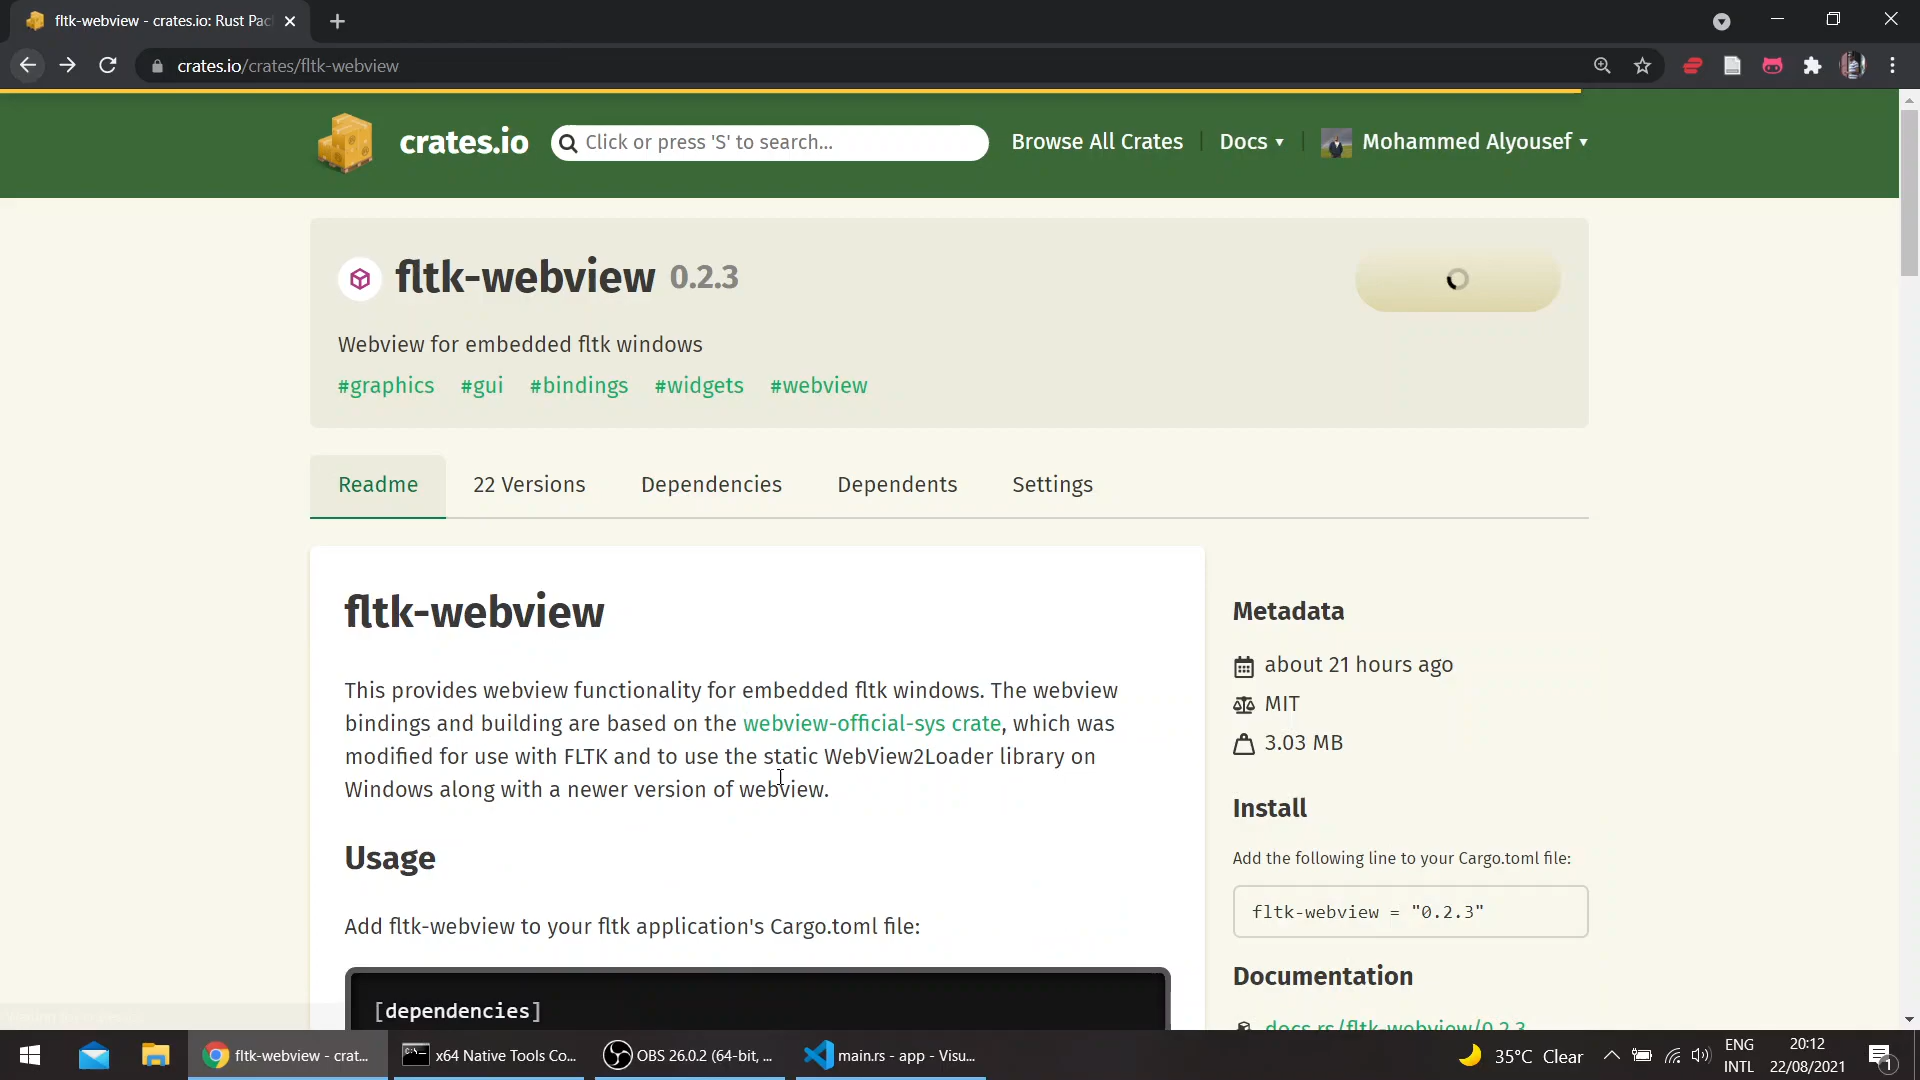 fltk-webview - crates.io: Rust Pac
crates.io/crates/fltk-webview
crates.io
Click or press 'S' to search...
Browse All Crates
Docs ▾
Mohammed Alyousef ▾
fltk-webview 0.2.3
Webview for embedded fltk windows
#graphics #gui #bindings #widgets #webview
Readme
22 Versions
Dependencies
Dependents
Settings
fltk-webview
This provides webview functionality for embedded fltk windows. The webview
bindings and building are based on the webview-official-sys crate, which was
modified for use with FLTK and to use the static WebView2Loader library on
Windows along with a newer version of webview.
Usage
Add fltk-webview to your fltk application's Cargo.toml file:
[dependencies]
Metadata
about 21 hours ago
MIT
3.03 MB
Install
Add the following line to your Cargo.toml file:
fltk-webview = "0.2.3"
Documentation
docs.rs/fltk-webview/0.2.3
fltk-webview - crat...
x64 Native Tools Co...
OBS 26.0.2 (64-bit, ...
main.rs - app - Visu...
35°C Clear
ENG
INTL
20:12
22/08/2021
1